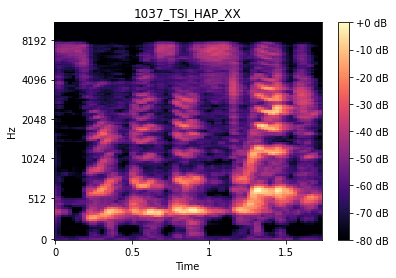 1037_TSI_HAP_XX
+0 dB
8192
-10 dB
4096
-20 dB
-30 dB
Hz
2048
-40 dB
1024
-50 dB
512
-60 dB
-70 dB
0
-80 dB
0 0.5 1 1.5
Time